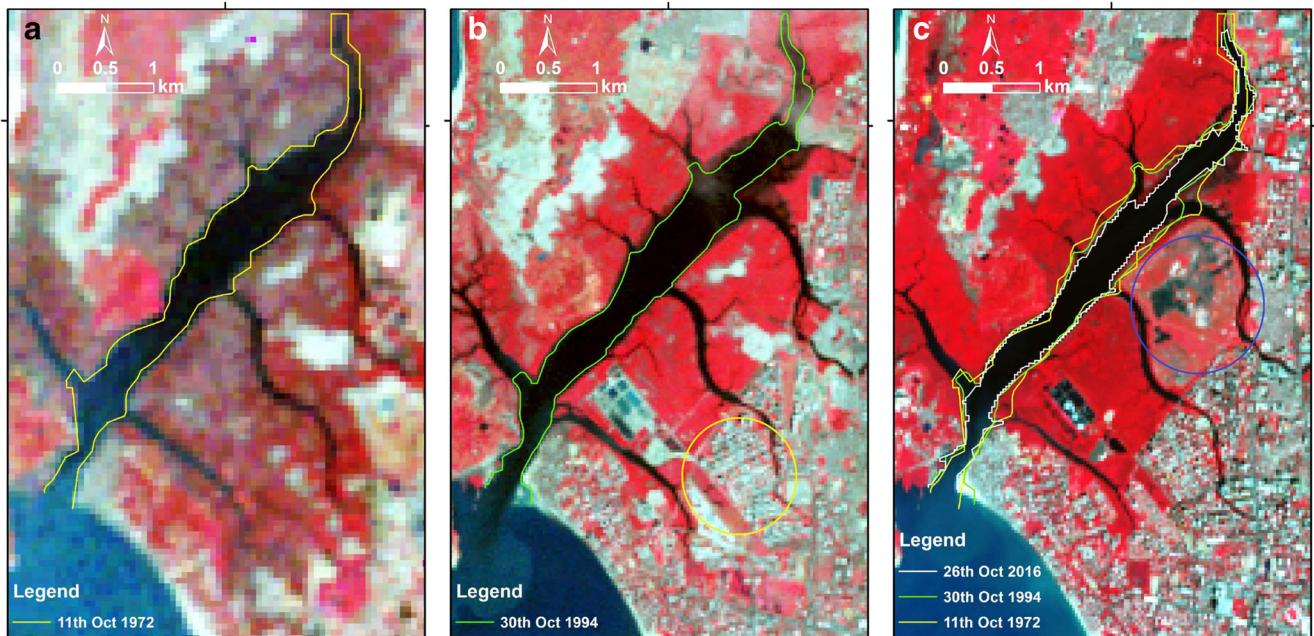 a
N
0 0.5 1
km
Legend
11th Oct 1972
b
N
0 0.5 1
km
Legend
30th Oct 1994
c
N
0 0.5 1
km
Legend
26th Oct 2016
30th Oct 1994
11th Oct 1972